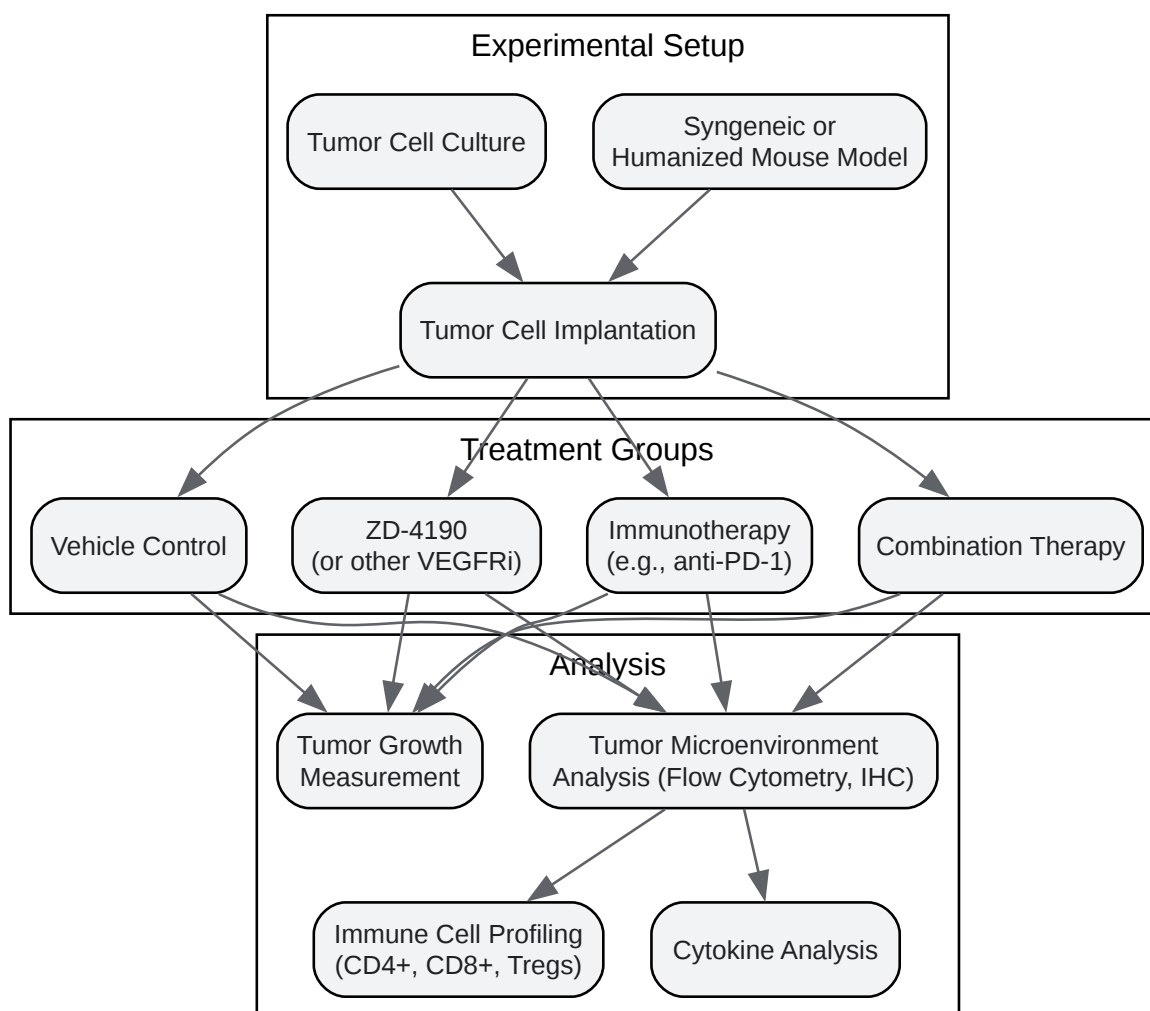 Experimental Setup
Tumor Cell Culture
Syngeneic or
Humanized Mouse Model
Tumor Cell Implantation
Treatment Groups
Vehicle Control
ZD-4190
(or other VEGFRi)
Immunotherapy
(e.g., anti-PD-1)
Combination Therapy
Analysis
Tumor Growth
Measurement
Tumor Microenvironment
Analysis (Flow Cytometry, IHC)
Immune Cell Profiling
(CD4+, CD8+, Tregs)
Cytokine Analysis